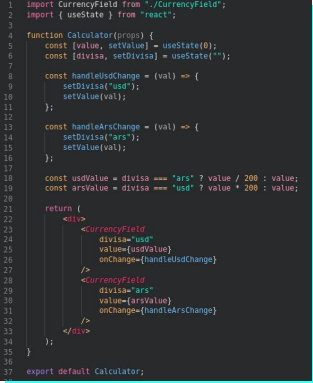 1 import CurrencyField from "./CurrencyField";
2 import { useState } from "react";
3
4 function Calculator(props) {
5 const [value, setValue] = useState(0);
6 const [divisa, setDivisa] = useState("");
7
8 const handleUsdChange = (val) => {
9 setDivisa("usd");
10 setValue(val);
11 };
12
13 const handleArsChange = (val) => {
14 setDivisa("ars");
15 setValue(val);
16 };
17
18 const usdValue = divisa === "ars" ? value / 200 : value;
19 const arsValue = divisa === "usd" ? value * 200 : value;
20
21 return (
22 <div>
23 <CurrencyField
24 divisa="usd"
25 value={usdValue}
26 onChange={handleUsdChange}
27 />
28 <CurrencyField
29 divisa="ars"
30 value={arsValue}
31 onChange={handleArsChange}
32 />
33 </div>
34 );
35 }
36
37 export default Calculator;